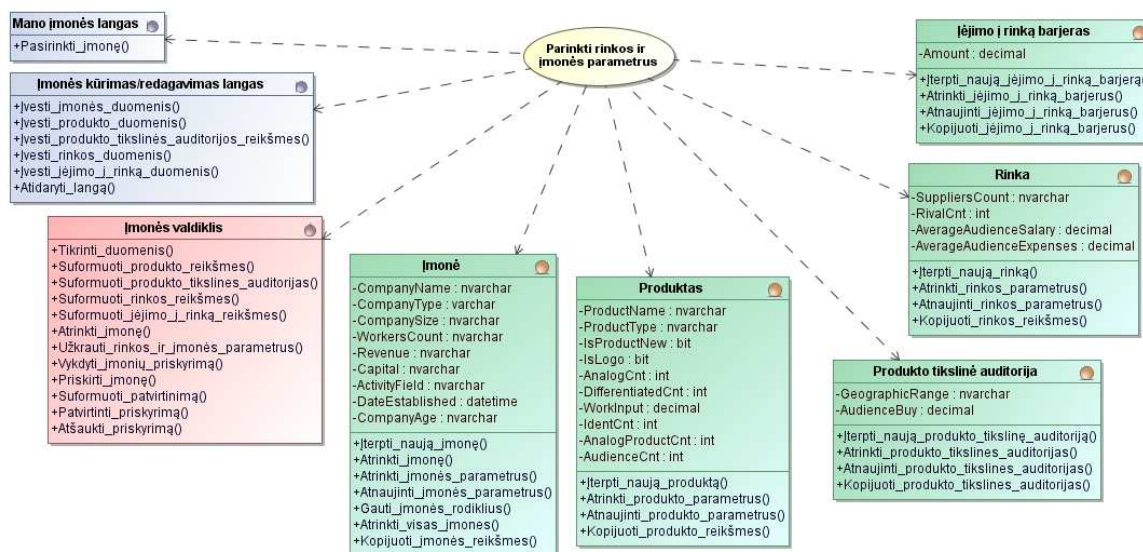 Mano įmonės langas
+Pasirinkti_įmonę()
Įmonės kūrimas/redagavimas langas
+Įvesti_įmonės_duomenis()
+Įvesti_produkto_duomenis()
+Įvesti_produkto_tikslinės_auditorijos_reikšmes()
+Įvesti_rinkos_duomenis()
+Įvesti_įėjimo_į_rinką_duomenis()
+Atidaryti_langą()
Parinkti rinkos ir
įmonės parametrus
Įėjimo į rinką barjeras
-Amount : decimal
+Įterpti_naują_įėjimo_į_rinką_barjerą()
+Atrinkti_įėjimo_į_rinką_barjerus()
+Atnaujinti_įėjimo_į_rinką_barjerus()
+Kopijuoti_įėjimo_į_rinką_barjerus()
Rinka
-SuppliersCount : nvarchar
-RivalCnt : int
-AverageAudienceSalary : decimal
-AverageAudienceExpenses : decimal
+Įterpti_naują_rinką()
+Atrinkti_rinkos_parametrus()
+Atnaujinti_rinkos_parametrus()
+Kopijuoti_rinkos_reikšmes()
Įmonės valdiklis
+Tikrinti_duomenis()
+Suformuoti_produkto_reikšmes()
+Suformuoti_produkto_tikslines_auditorijas()
+Suformuoti_rinkos_reikšmes()
+Suformuoti_įėjimo_į_rinką_reikšmes()
+Atrinkti_įmonę()
+Užkrauti_rinkos_ir_įmonės_parametrus()
+Vykdyti_įmonių_priskyrimą()
+Priskirti_įmonę()
+Suformuoti_patvirtinimą()
+Patvirtinti_priskyrimą()
+Atšaukti_priskyrimą()
Įmonė
-CompanyName : nvarchar
-CompanyType : varchar
-CompanySize : nvarchar
-WorkersCount : nvarchar
-Revenue : nvarchar
-Capital : nvarchar
-ActivityField : nvarchar
-DateEstablished : datetime
-CompanyAge : nvarchar
+Įterpti_naują_įmonę()
+Atrinkti_įmonę()
+Atrinkti_įmonės_parametrus()
+Atnaujinti_įmonės_parametrus()
+Gauti_įmonės_rodiklius()
+Atrinkti_visas_įmones()
+Kopijuoti_įmonės_reikšmes()
Produktas
-ProductName : nvarchar
-ProductType : nvarchar
-IsProductNew : bit
-IsLogo : bit
-AnalogCnt : int
-DifferentiatedCnt : int
-WorkInput : decimal
-IdentCnt : int
-AnalogProductCnt : int
-AudienceCnt : int
+Įterpti_naują_produktą()
+Atrinkti_produkto_parametrus()
+Atnaujinti_produkto_parametrus()
+Kopijuoti_produkto_reikšmes()
Produkto tikslinė auditorija
-GeographicRange : nvarchar
-AudienceBuy : decimal
+Įterpti_naują_produkto_tikslinę_auditoriją()
+Atrinkti_produkto_tikslines_auditorijas()
+Atnaujinti_produkto_tikslines_auditorijas()
+Kopijuoti_produkto_tikslines_auditorijas()